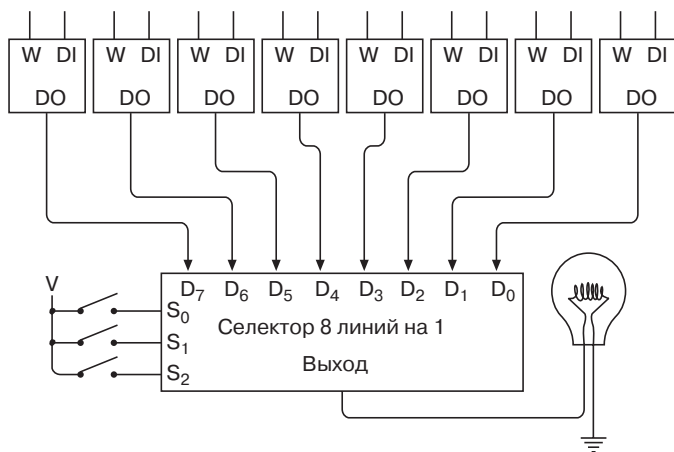 W DI W DI W DI W DI W DI W DI W DI W DI
DO DO DO DO DO DO DO DO
V
D₇ D₆ D₅ D₄ D₃ D₂ D₁ D₀
S₀
Селектор 8 линий на 1
S₁
Выход
S₂